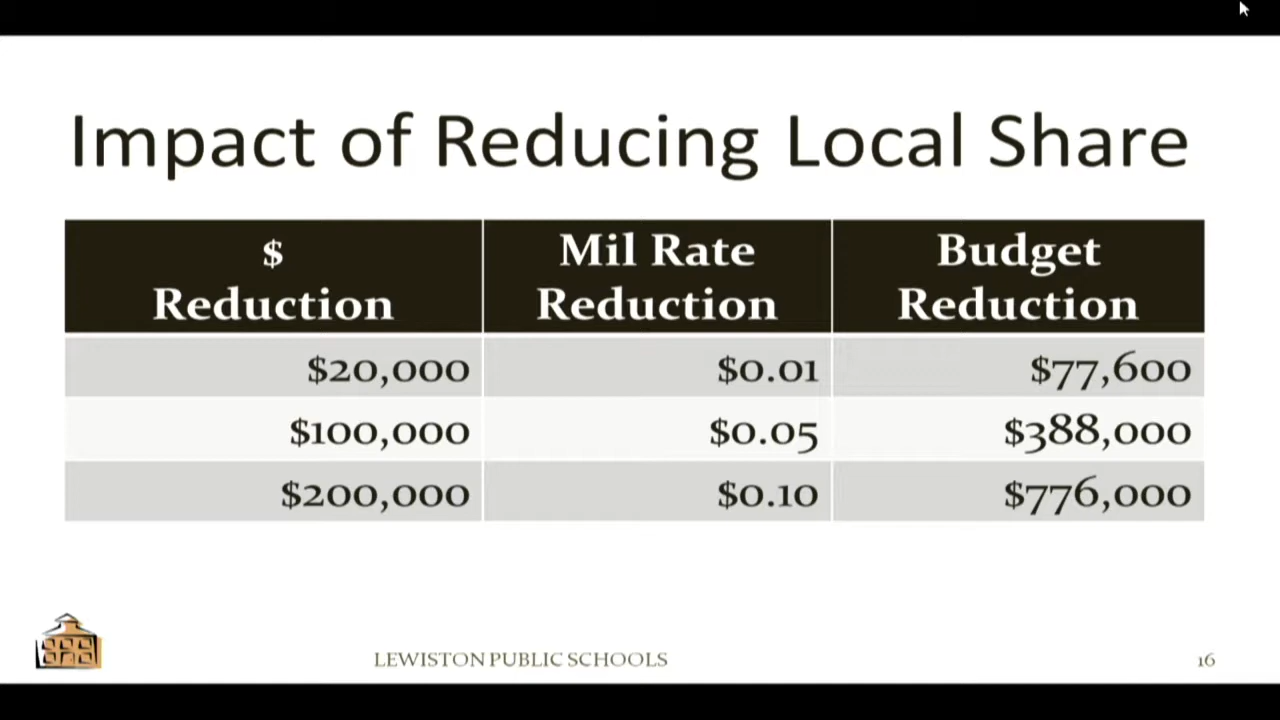 Impact of Reducing Local Share
$ Reduction
Mil Rate Reduction
Budget Reduction
$20,000 $0.01 $77,600
$100,000 $0.05 $388,000
$200,000 $0.10 $776,000
LEWISTON PUBLIC SCHOOLS 16